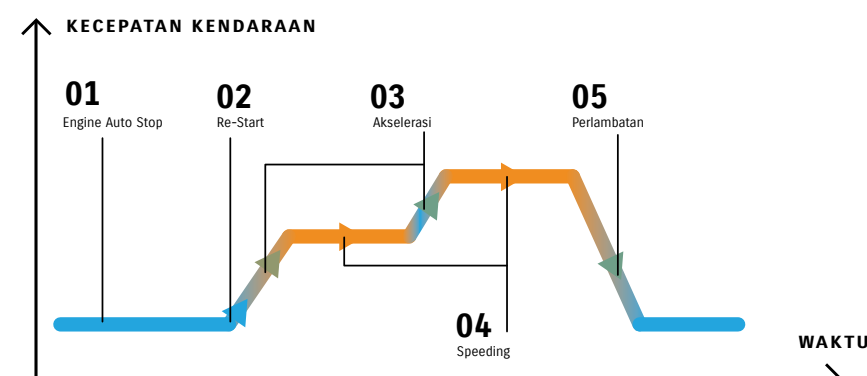 KECEPATAN KENDARAAN
01
Engine Auto Stop
02
Re-Start
03
Akselerasi
05
Perlambatan
04
Speeding
WAKTU